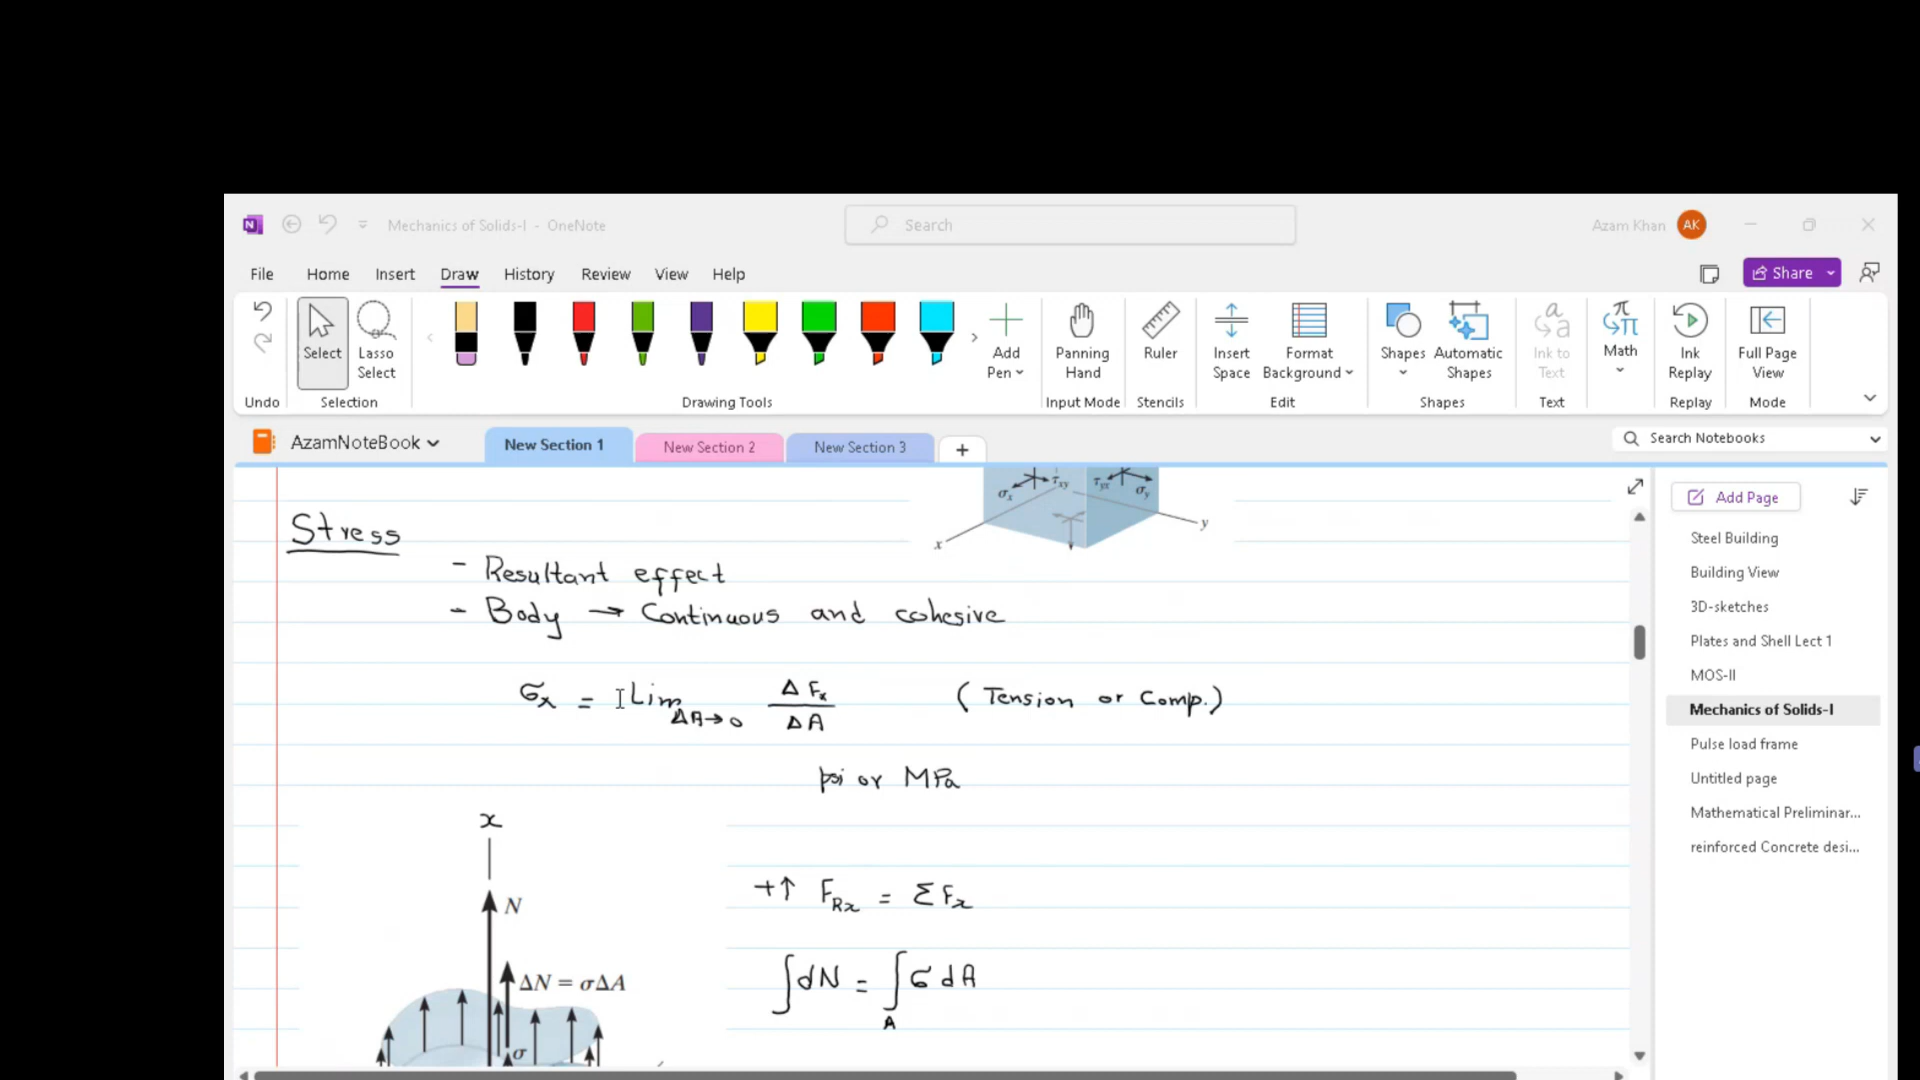 Mechanics of Solids-I - OneNote
Search
Azam Khan
AK
File Home Insert Draw History Review View Help
Share
Select
Lasso Select
Add Pen
Panning Hand
Ruler
Insert Space
Format Background
Shapes
Automatic Shapes
Ink to Text
Math
Ink Replay
Full Page View
Undo Selection Drawing Tools Input Mode Stencils Edit Shapes Text Replay Mode
AzamNoteBook New Section 1 New Section 2 New Section 3 +
Search Notebooks
Add Page
Steel Building
Building View
3D-sketches
Plates and Shell Lect 1
MOS-II
Mechanics of Solids-I
Pulse load frame
Untitled page
Mathematical Preliminar...
reinforced Concrete desi...
σx τxy τyx σy
x y
Stress
- Resultant effect
- Body → Continuous and cohesive
σx = Lim ΔA→0 ΔFx / ΔA (Tension or Comp.)
psi or MPa
x
N
ΔN = σΔA
σ
+↑ FRx = ΣFx
∫dN = ∫A σ dA